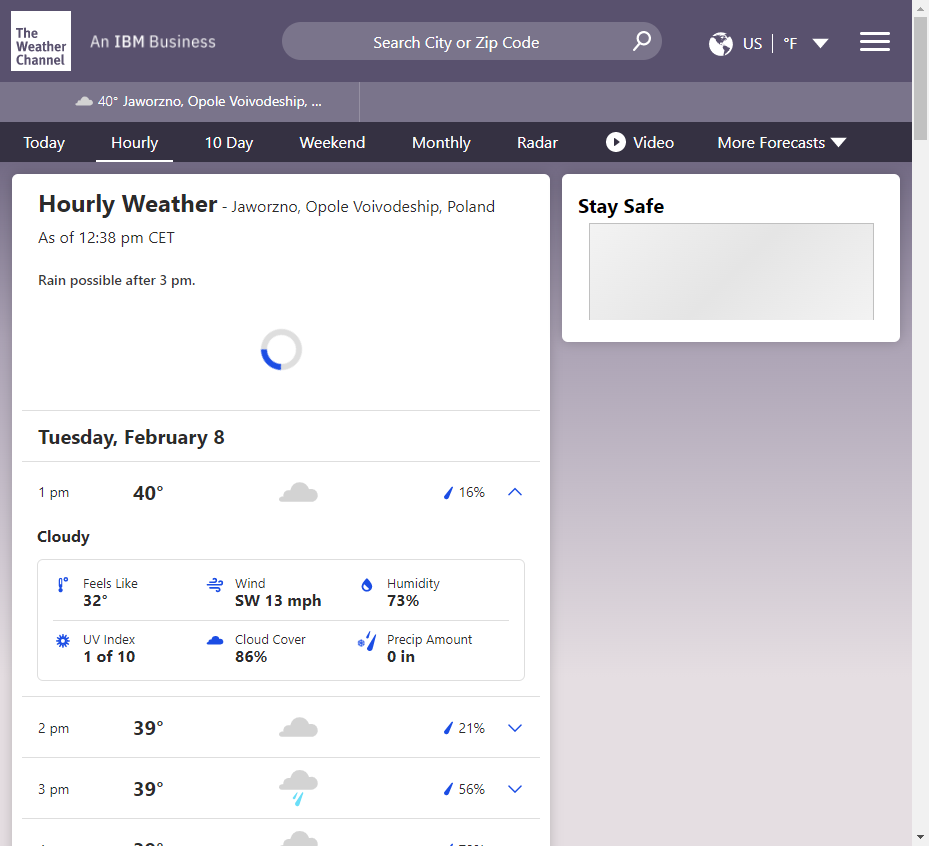 The
Weather
Channel
An IBM Business
Search City or Zip Code
US
°F
40° Jaworzno, Opole Voivodeship, ...
Today
Hourly
10 Day
Weekend
Monthly
Radar
Video
More Forecasts
Hourly Weather - Jaworzno, Opole Voivodeship, Poland
As of 12:38 pm CET
Rain possible after 3 pm.
Stay Safe
Tuesday, February 8
1 pm 40° 16%
Cloudy
Feels Like
32°
Wind
SW 13 mph
Humidity
73%
UV Index
1 of 10
Cloud Cover
86%
Precip Amount
0 in
2 pm 39° 21%
3 pm 39° 56%